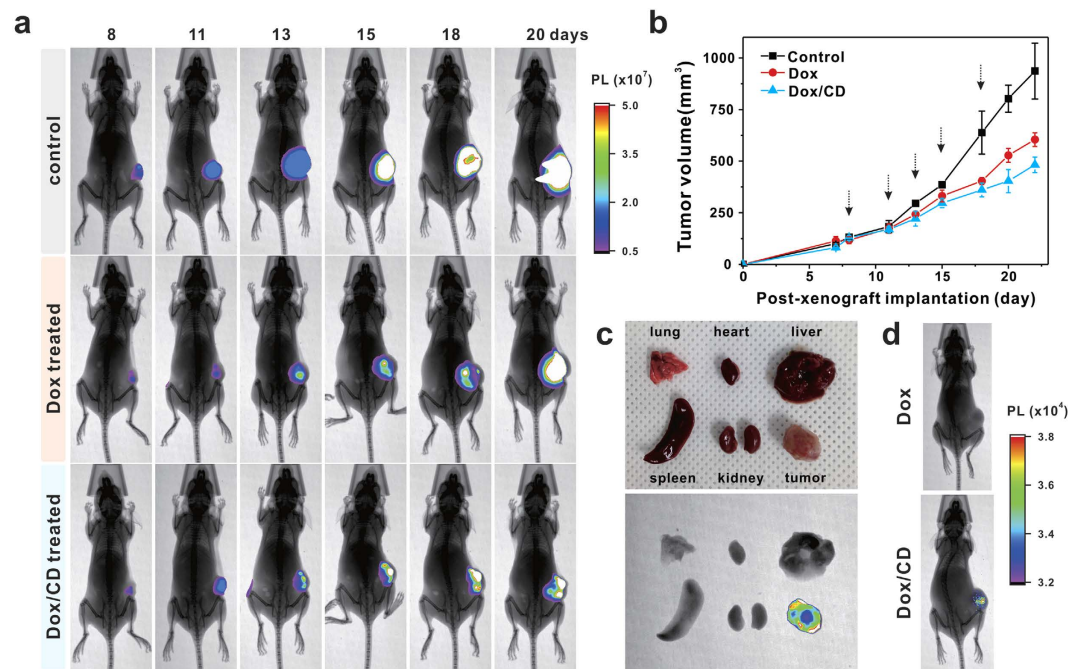 a
8 11 13 15 18 20 days
control
Dox treated
Dox/CD treated
PL (x10⁷)
5.0
3.5
2.0
0.5
b
Tumor volume(mm³)
1000
750
500
250
0
Control
Dox
Dox/CD
0 5 10 15 20
Post-xenograft implantation (day)
c
lung heart liver
spleen kidney tumor
d
Dox
Dox/CD
PL (x10⁴)
3.8
3.6
3.4
3.2